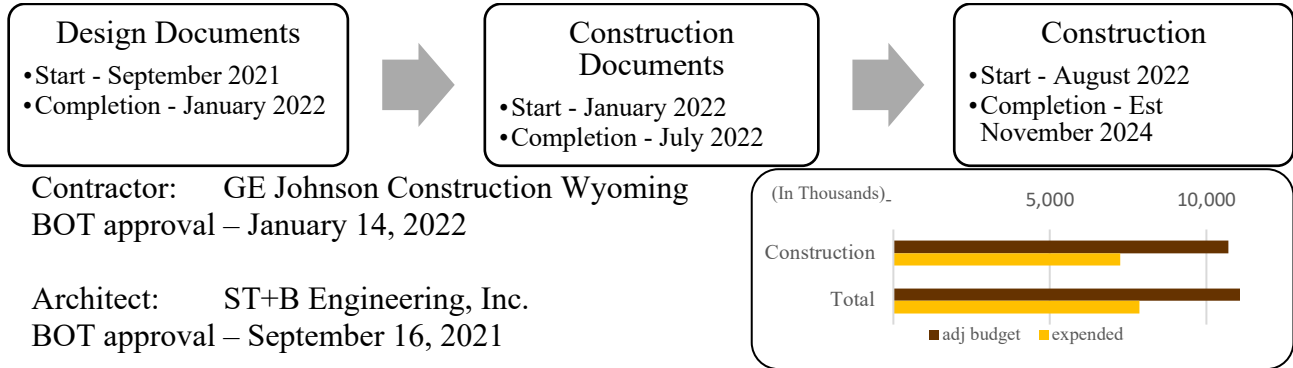 Design Documents
•Start - September 2021
•Completion - January 2022
Construction
Documents
•Start - January 2022
•Completion - July 2022
Construction
•Start - August 2022
•Completion - Est
November 2024
Contractor: GE Johnson Construction Wyoming
BOT approval – January 14, 2022
Architect: ST+B Engineering, Inc.
BOT approval – September 16, 2021
(In Thousands)- 5,000 10,000
Construction
Total
adj budget expended